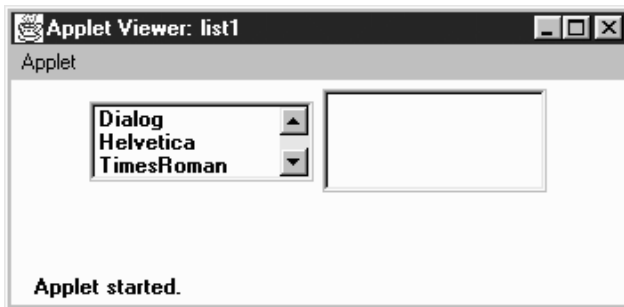 Applet Viewer: list1
Applet
Dialog
Helvetica
TimesRoman
Applet started.